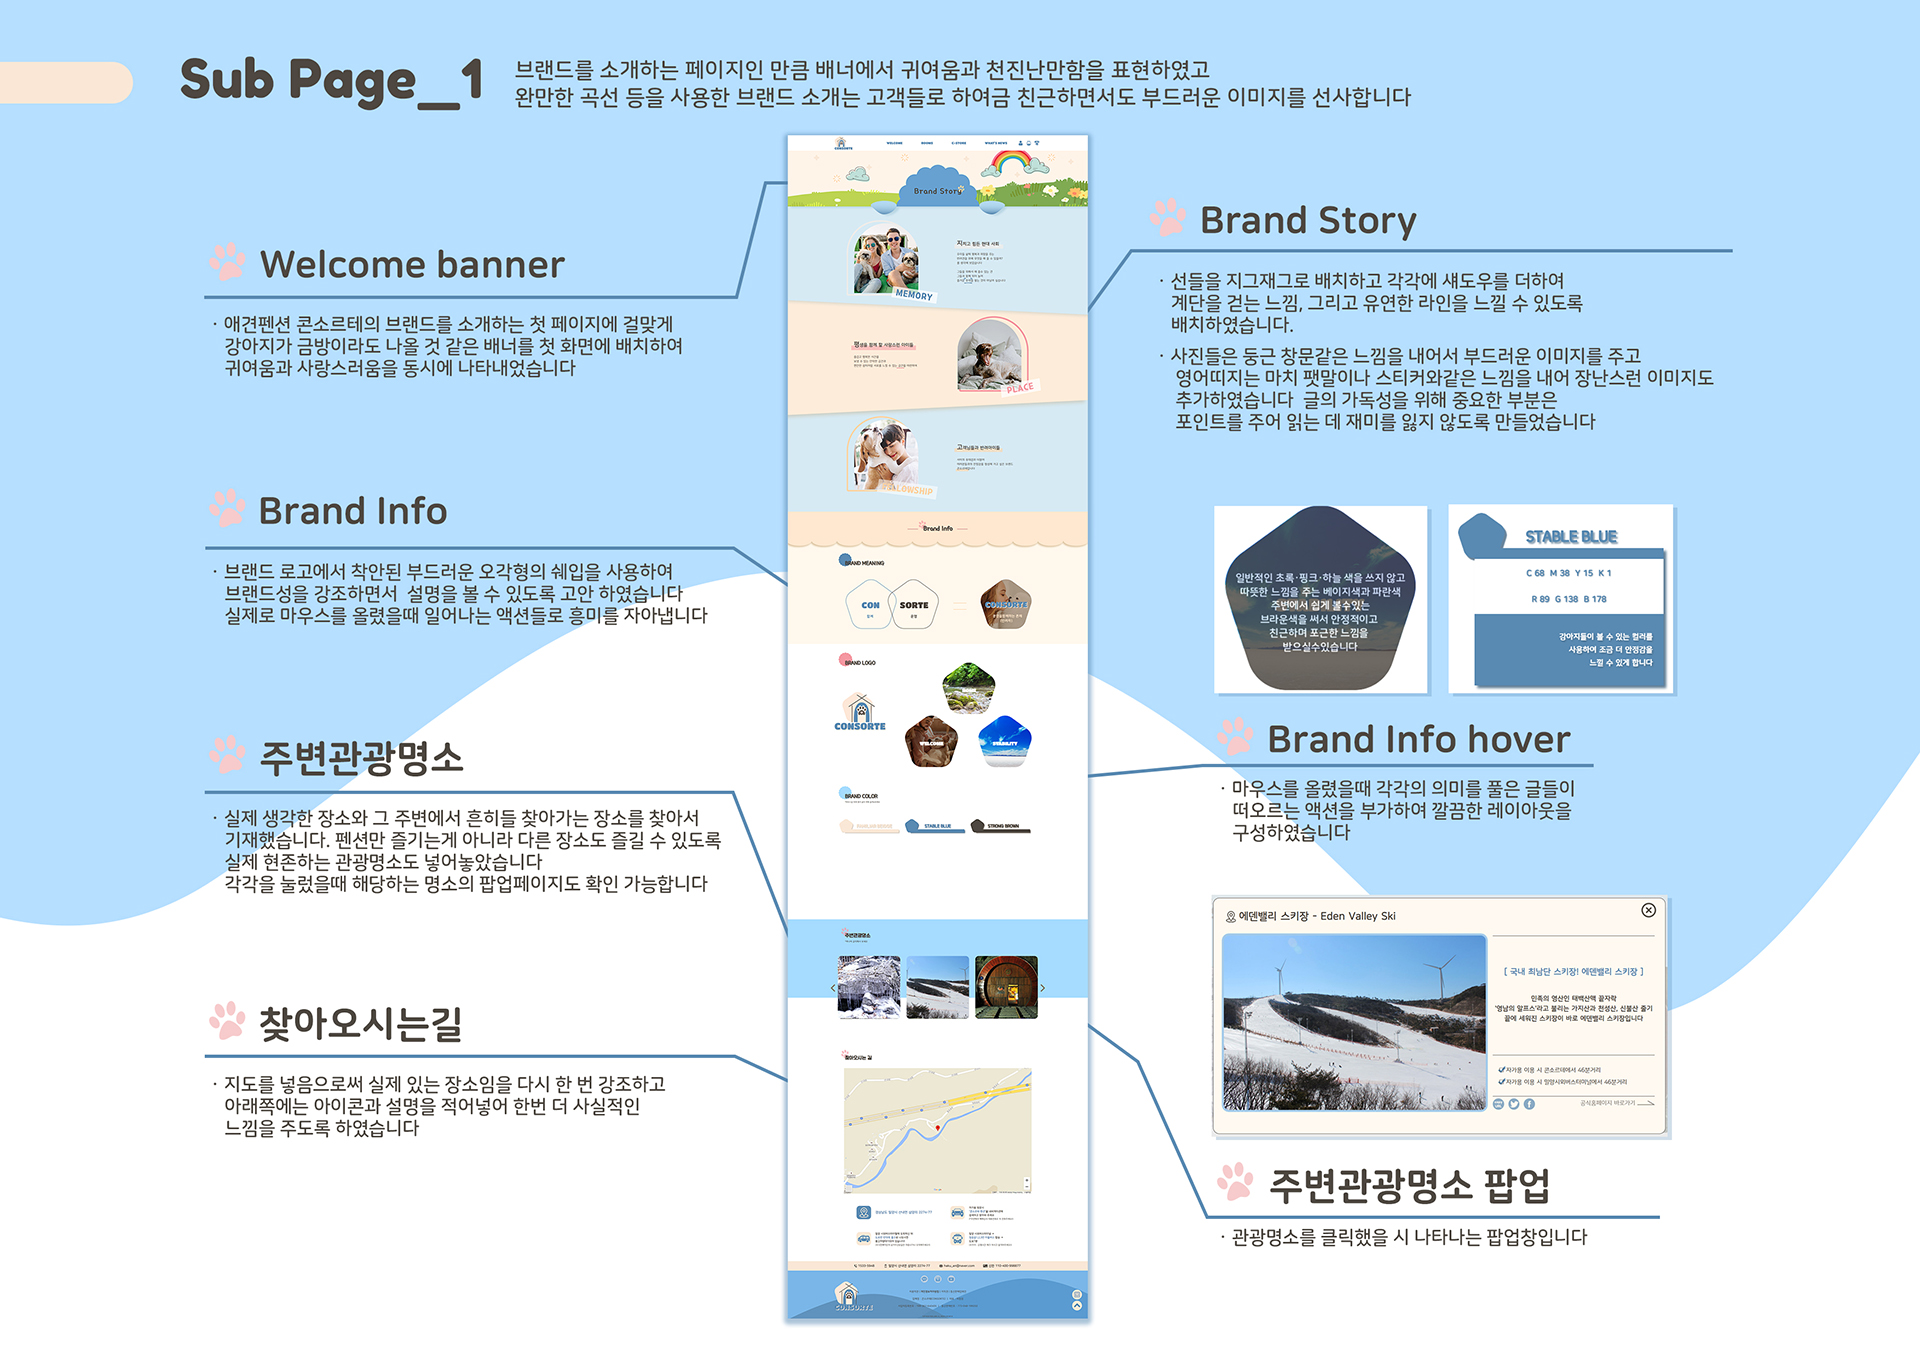 Sub Page_1
브랜드를 소개하는 페이지인 만큼 배너에서 귀여움과 천진난만함을 표현하였고
완만한 곡선 등을 사용한 브랜드 소개는 고객들로 하여금 친근하면서도 부드러운 이미지를 선사합니다
Welcome banner
· 애견펜션 콘소르테의 브랜드를 소개하는 첫 페이지에 걸맞게
강아지가 금방이라도 나올 것 같은 배너를 첫 화면에 배치하여
귀여움과 사랑스러움을 동시에 나타내었습니다
Brand Info
· 브랜드 로고에서 착안된 부드러운 오각형의 쉐입을 사용하여
브랜드성을 강조하면서 설명을 볼 수 있도록 고안 하였습니다
실제로 마우스를 올렸을때 일어나는 액션들로 흥미를 자아냅니다
주변관광명소
· 실제 생각한 장소와 그 주변에서 흔히들 찾아가는 장소를 찾아서
기재했습니다. 펜션만 즐기는게 아니라 다른 장소도 즐길 수 있도록
실제 현존하는 관광명소도 넣어놓았습니다
각각을 눌렀을때 해당하는 명소의 팝업페이지도 확인 가능합니다
찾아오시는길
· 지도를 넣음으로써 실제 있는 장소임을 다시 한 번 강조하고
아래쪽에는 아이콘과 설명을 적어넣어 한번 더 사실적인
느낌을 주도록 하였습니다
CONSORTE
WELCOME ROOMS C-STORE WHAT'S NEWS
Brand Story
지치고 힘든 현대 사회
MEMORY
평생을 함께 할 사랑스런 아이들
PLACE
고객님들과 반려아이들
Brand Info
BRAND MEANING
CON
SORTE
CONSORTE
BRAND LOGO
CONSORTE
WELCOME
STABILITY
BRAND COLOR
STABLE BLUE
STRONG BROWN
주변관광명소
찾아오시는 길
CONSORTE
Brand Story
· 선들을 지그재그로 배치하고 각각에 섀도우를 더하여
계단을 걷는 느낌, 그리고 유연한 라인을 느낄 수 있도록
배치하였습니다.
· 사진들은 둥근 창문같은 느낌을 내어서 부드러운 이미지를 주고
영어띠지는 마치 팻말이나 스티커와같은 느낌을 내어 장난스런 이미지도
추가하였습니다 글의 가독성을 위해 중요한 부분은
포인트를 주어 읽는 데 재미를 잃지 않도록 만들었습니다
일반적인 초록·핑크·하늘 색을 쓰지 않고
따뜻한 느낌을 주는 베이지색과 파란색
주변에서 쉽게 볼수있는
브라운색을 써서 안정적이고
친근하며 포근한 느낌을
받으실수있습니다
STABLE BLUE
C 68 M 38 Y 15 K 1
R 89 G 138 B 178
강아지들이 볼 수 있는 컬러를
사용하여 조금 더 안정감을
느낄 수 있게 합니다
Brand Info hover
· 마우스를 올렸을때 각각의 의미를 풀은 글들이
떠오르는 액션을 부가하여 깔끔한 레이아웃을
구성하였습니다
에덴밸리 스키장 - Eden Valley Ski
[ 국내 최남단 스키장! 에덴밸리 스키장 ]
민족의 영산인 태백산맥 끝자락
'영남의 알프스'라고 불리는 가지산과 천성산, 신불산 줄기
끝에 세워진 스키장이 바로 에덴밸리 스키장입니다
자가용 이용 시 콘소르테에서 46분거리
자가용 이용 시 밀양시외버스터미널에서 46분거리
공식홈페이지 바로가기
주변관광명소 팝업
· 관광명소를 클릭했을 시 나타나는 팝업창입니다